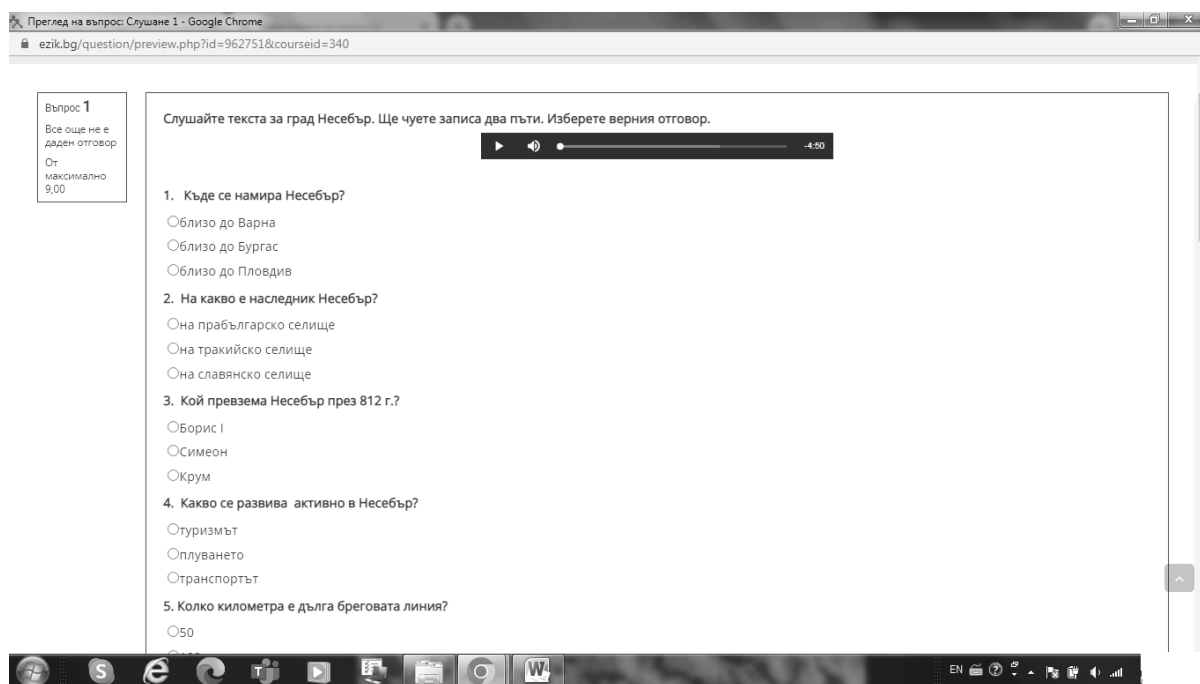 Преглед на въпрос: Слушане 1 - Google Chrome
ezik.bg/question/preview.php?id=962751&courseid=340
Въпрос 1
Все още не е
даден отговор
От
максимално
9,00
Слушайте текста за град Несебър. Ще чуете записа два пъти. Изберете верния отговор.
-4:50
1. Къде се намира Несебър?
близо до Варна
близо до Бургас
близо до Пловдив
2. На какво е наследник Несебър?
на прабългарско селище
на тракийско селище
на славянско селище
3. Кой превзема Несебър през 812 г.?
Борис I
Симеон
Крум
4. Какво се развива активно в Несебър?
туризмът
плуването
транспортът
5. Колко километра е дълга бреговата линия?
50
EN